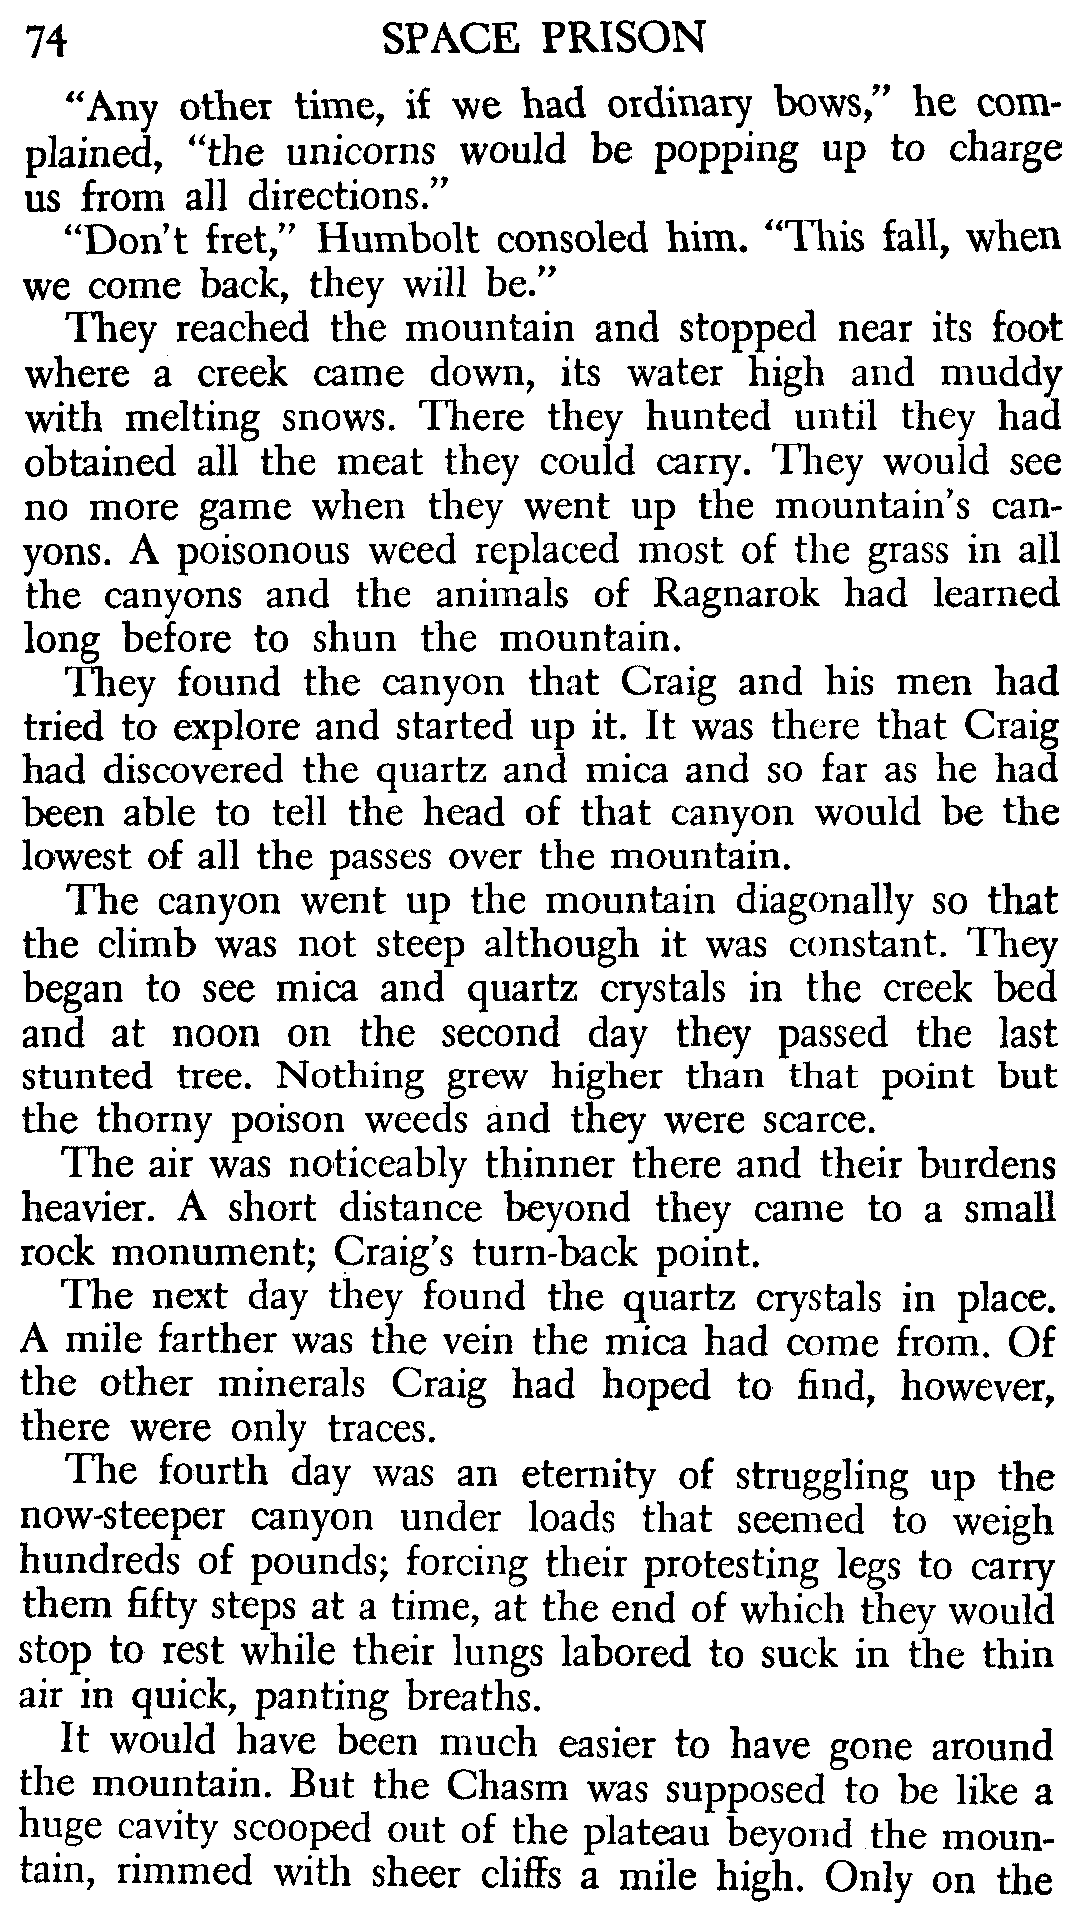 74 SPACE PRISON
“Any other time, if we had ordinary bows,” he com-
plained, “the unicorns would be popping up to charge
us from all directions.”
“Don’t fret,” Humbolt consoled him. “This fall, when
we come back, they will be.”
They reached the mountain and stopped near its foot
where a creek came down, its water high and muddy
with melting snows. There they hunted until they had
obtained all the meat they could carry. They would see
no more game when they went up the mountain’s can-
yons. A poisonous weed replaced most of the grass in all
the canyons and the animals of Ragnarok had learned
long before to shun the mountain.
They found the canyon that Craig and his men had
tried to explore and started up it. It was there that Craig
had discovered the quartz and mica and so far as he had
been able to tell the head of that canyon would be the
lowest of all the passes over the mountain.
The canyon went up the mountain diagonally so that
the climb was not steep although it was constant. They
began to see mica and quartz crystals in the creek bed
and at noon on the second day they passed the last
stunted tree. Nothing grew higher than that point but
the thorny poison weeds and they were scarce.
The air was noticeably thinner there and their burdens
heavier. A short distance beyond they came to a small
rock monument; Craig’s turn-back point.
The next day they found the quartz crystals in place.
A mile farther was the vein the mica had come from. Of
the other minerals Craig had hoped to find, however,
there were only traces.
The fourth day was an eternity of struggling up the
now-steeper canyon under loads that seemed to weigh
hundreds of pounds; forcing their protesting legs to carry
them fifty steps at a time, at the end of which they would
stop to rest while their lungs labored to suck in the thin
air in quick, panting breaths.
It would have been much easier to have gone around
the mountain. But the Chasm was supposed to be like a
huge cavity scooped out of the plateau beyond the moun-
tain, rimmed with sheer cliffs a mile high. Only on the